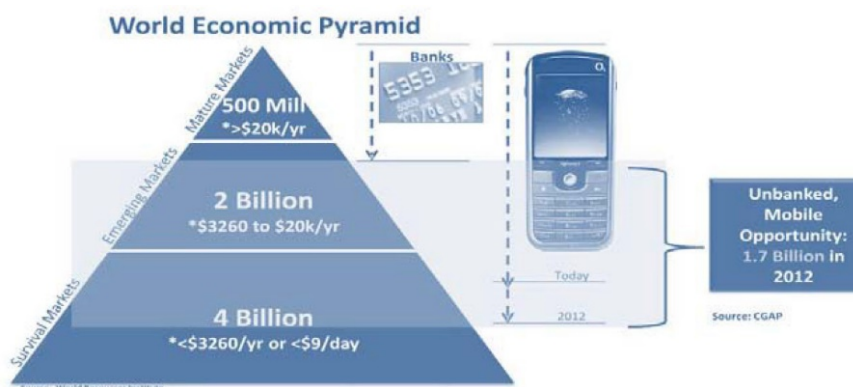 World Economic Pyramid
Mature Markets
500 Mill
*>$20k/yr
Emerging Markets
2 Billion
*$3260 to $20k/yr
Survival Markets
4 Billion
*<$3260/yr or <$9/day
Banks
5353
O2
Today
2012
Unbanked,
Mobile
Opportunity:
1.7 Billion in
2012
Source: CGAP